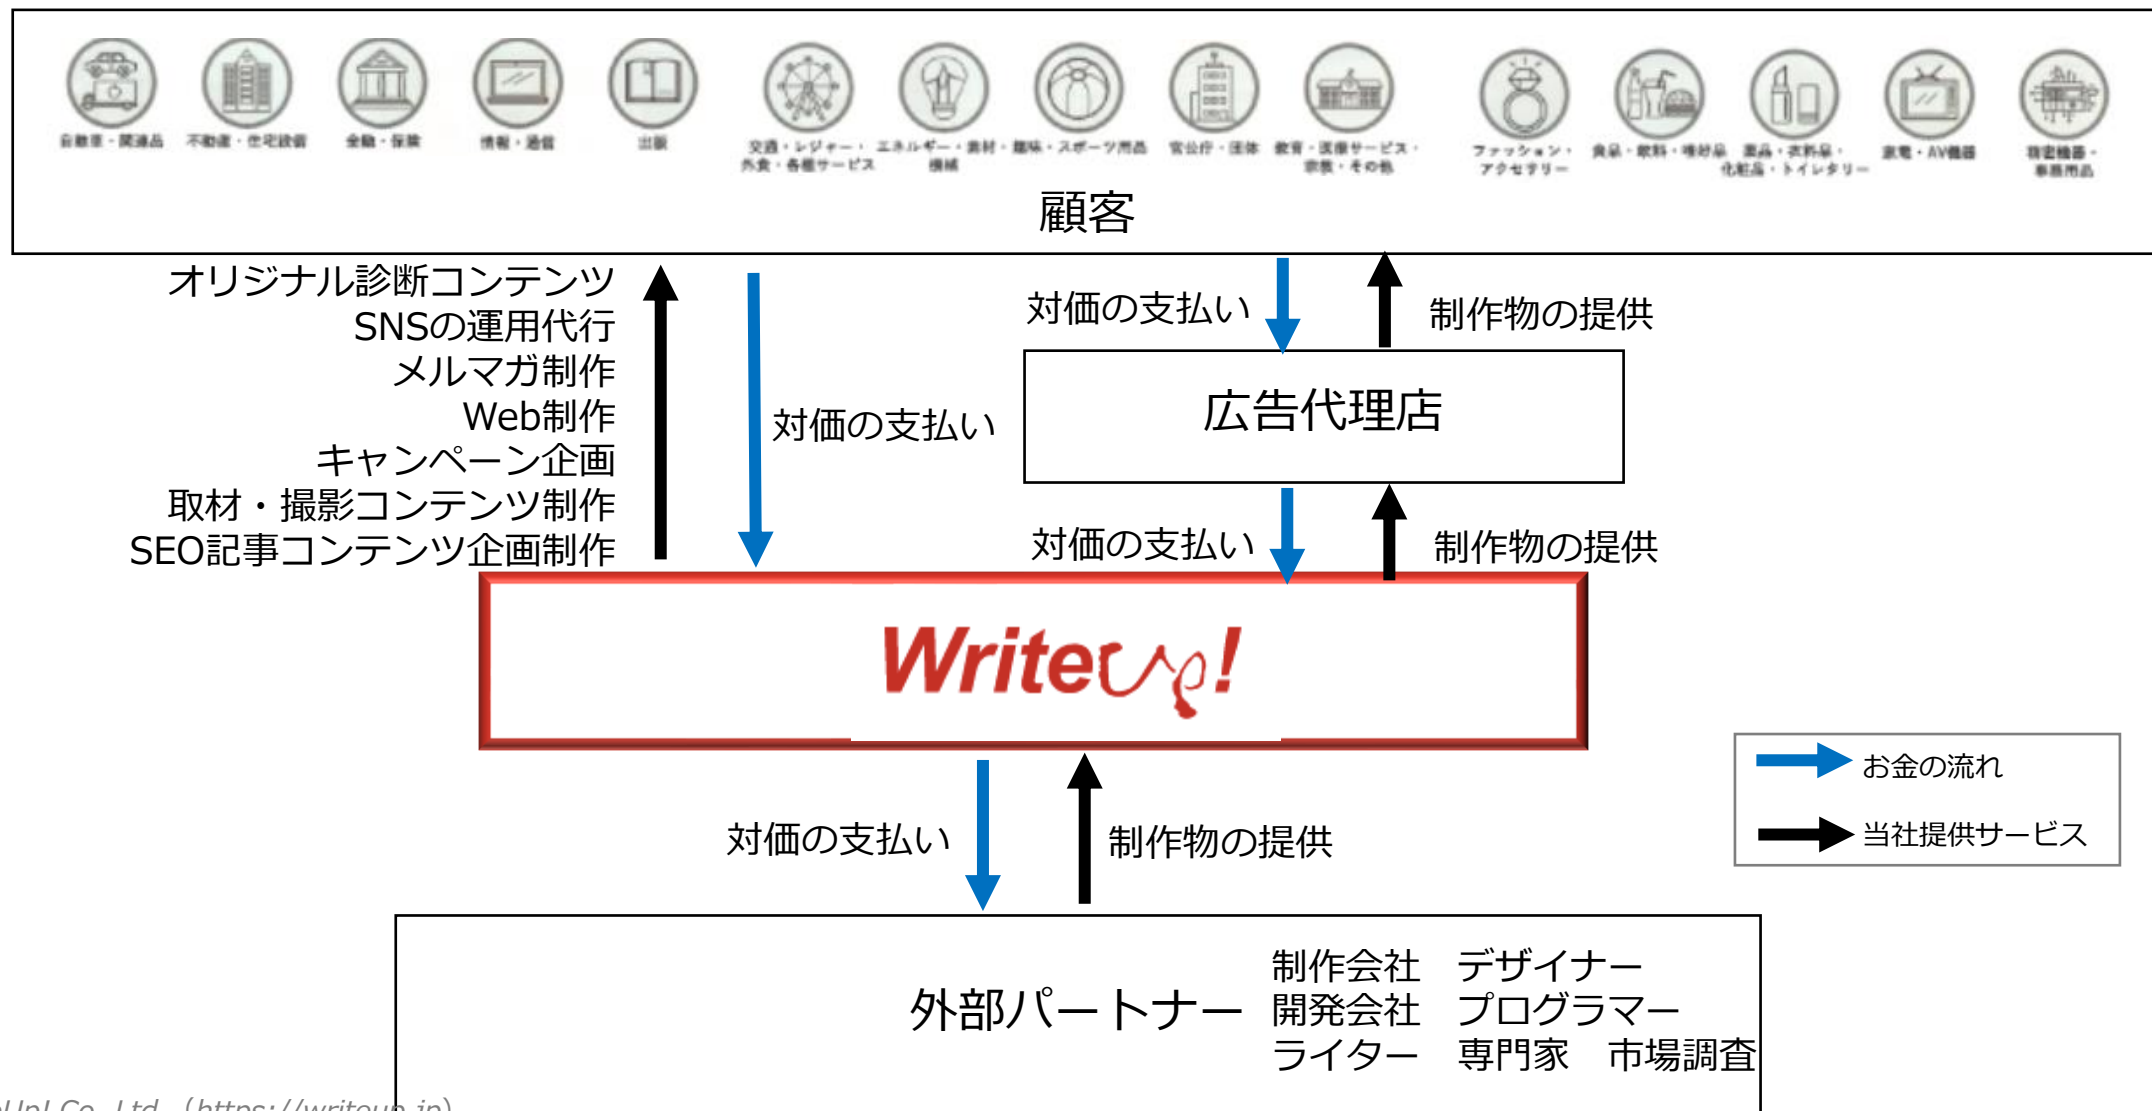 自動車・関連品
不動産・住宅設備
金融・保険
情報・通信
出版
交通・レジャー・
外食・各種サービス
エネルギー・素材・
機械
趣味・スポーツ用品
官公庁・団体
教育・医療サービス・
宗教・その他
ファッション・
アクセサリー
食品・飲料・嗜好品
薬品・衣料品・
化粧品・トイレタリー
家電・AV機器
精密機器・
事務用品
顧客
オリジナル診断コンテンツ
SNSの運用代行
メルマガ制作
Web制作
キャンペーン企画
取材・撮影コンテンツ制作
SEO記事コンテンツ企画制作
対価の支払い
対価の支払い
制作物の提供
広告代理店
対価の支払い
制作物の提供
Writeup!
お金の流れ
当社提供サービス
対価の支払い
制作物の提供
外部パートナー
制作会社　デザイナー
開発会社　プログラマー
ライター　専門家　市場調査
Up! Co.,Ltd.（https://writeup.jp）